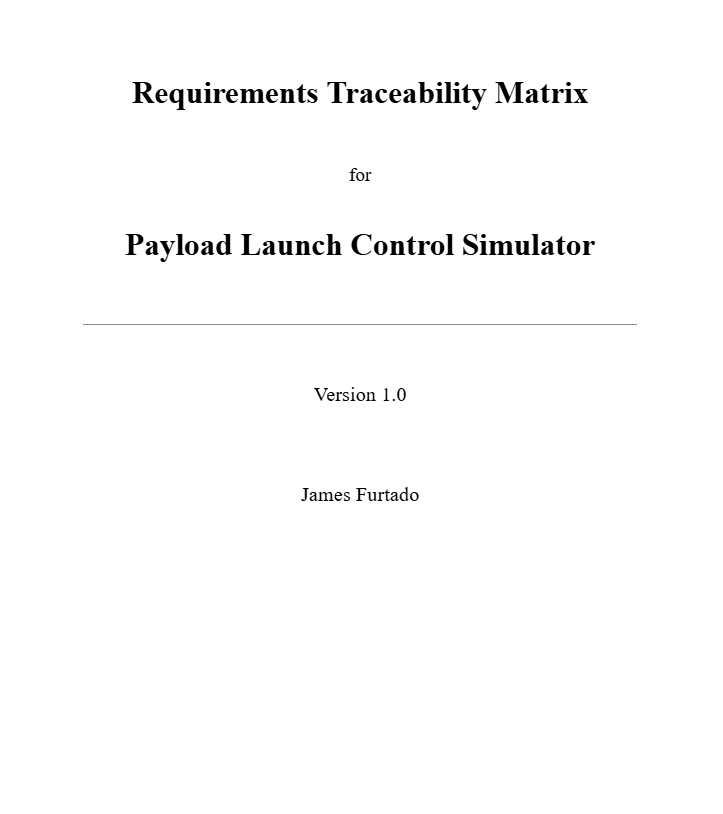 Requirements Traceability Matrix
for
Payload Launch Control Simulator
Version 1.0
James Furtado